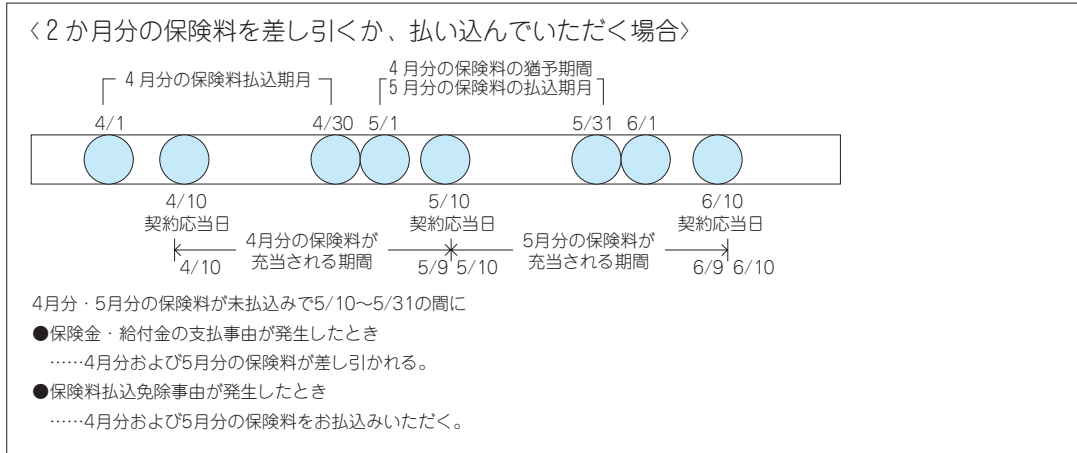 〈2か月分の保険料を差し引くか、払い込んでいただく場合〉
4月分の保険料払込期月
4月分の保険料の猶予期間
5月分の保険料の払込期月
4/1 4/30 5/1 5/31 6/1
4/10 5/10 6/10
契約応当日 契約応当日 契約応当日
4月分の保険料が 5月分の保険料が
充当される期間 充当される期間
4/10 5/9 5/10 6/9 6/10
4月分・5月分の保険料が未払込みで5/10〜5/31の間に
●保険金・給付金の支払事由が発生したとき
……4月分および5月分の保険料が差し引かれる。
●保険料払込免除事由が発生したとき
……4月分および5月分の保険料をお払込みいただく。